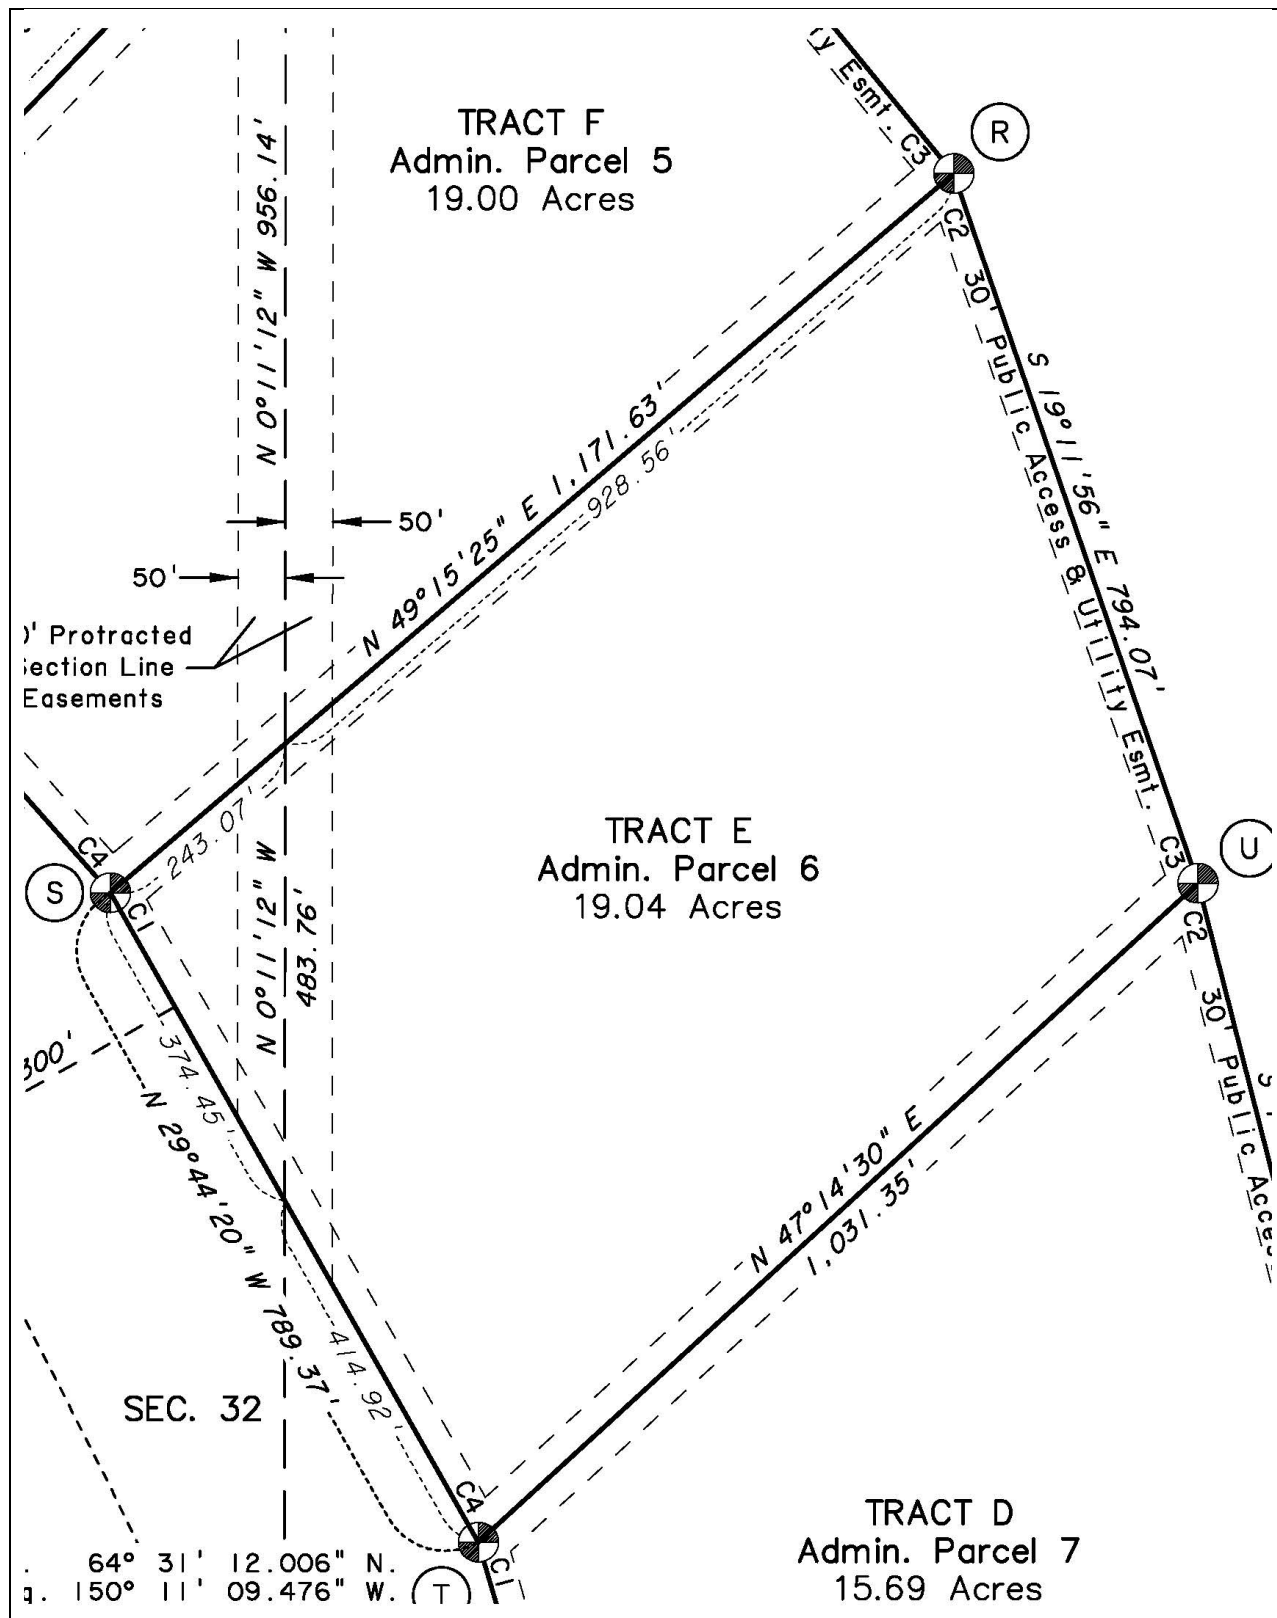 TRACT F
Admin. Parcel 5
19.00 Acres
Esmt.
C3
R
C2
N 0°11'12" W 956.14'
30' Public Access & Utility Esmt.
S 19°11'56" E 794.07'
N 49°15'25" E 1,171.63'
928.56'
50'
50'
0' Protracted
Section Line
Easements
TRACT E
Admin. Parcel 6
19.04 Acres
C3
U
C2
C4
243.07'
S
C1
N 0°11'12" W
483.76'
300'
374.45'
N 29°44'20" W 789.37'
30' Public Acces
S
N 47°14'30" E
1,031.35'
414.92'
SEC. 32
C4
C1
T
64° 31' 12.006" N.
g. 150° 11' 09.476" W.
TRACT D
Admin. Parcel 7
15.69 Acres